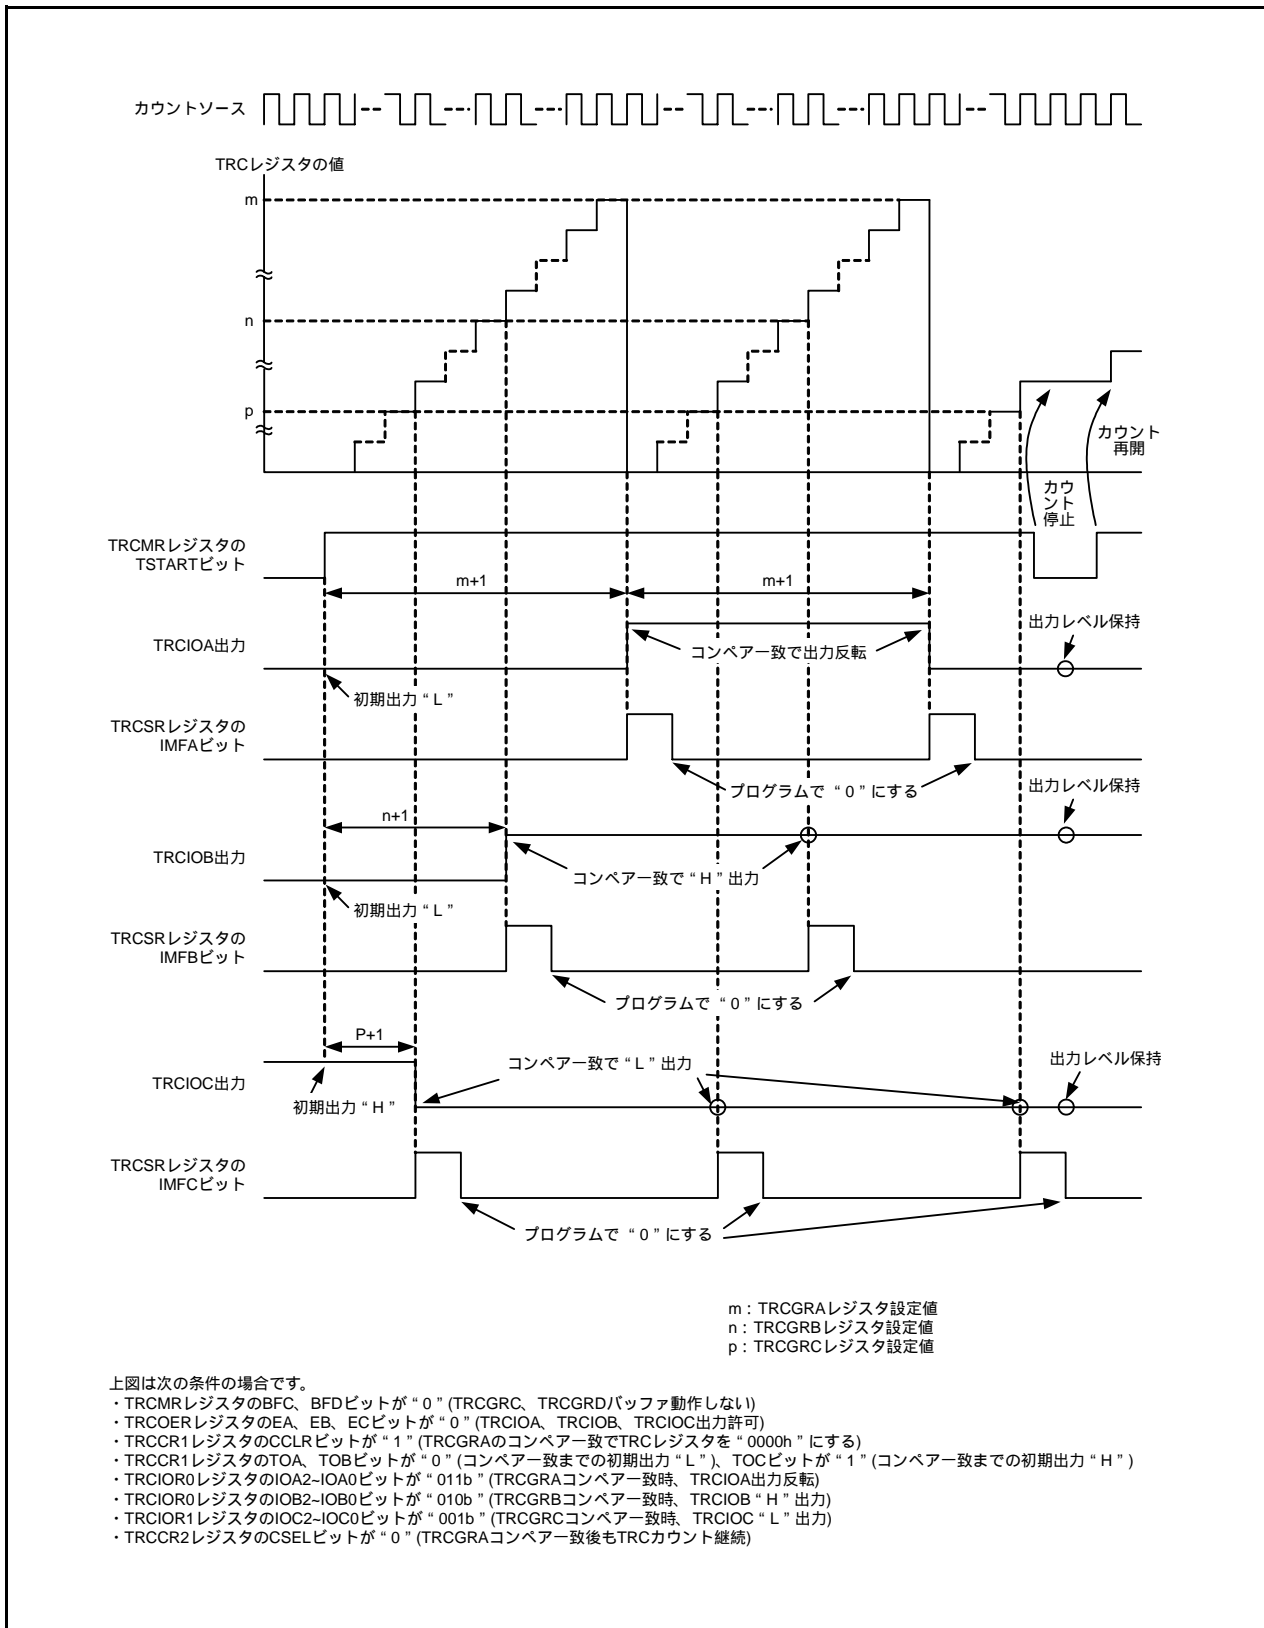 カウントソース
TRCレジスタの値
m
n
p
カウント
再開
カウ
ント
停止
TRCMRレジスタの
TSTARTビット
m+1
m+1
出力レベル保持
TRCIOA出力
コンペア一致で出力反転
初期出力 “ L ”
TRCSRレジスタの
IMFAビット
プログラムで “ 0 ” にする
出力レベル保持
n+1
TRCIOB出力
コンペア一致で “ H ” 出力
初期出力 “ L ”
TRCSRレジスタの
IMFBビット
プログラムで “ 0 ” にする
P+1
コンペア一致で “ L ” 出力
出力レベル保持
TRCIOC出力
初期出力 “ H ”
TRCSRレジスタの
IMFCビット
プログラムで “ 0 ” にする
m : TRCGRAレジスタ設定値
n : TRCGRBレジスタ設定値
p : TRCGRCレジスタ設定値
上図は次の条件の場合です。
・TRCMRレジスタのBFC、BFDビットが “ 0 ” (TRCGRC、TRCGRDバッファ動作しない)
・TRCOERレジスタのEA、EB、ECビットが “ 0 ” (TRCIOA、TRCIOB、TRCIOC出力許可)
・TRCCR1レジスタのCCLRビットが “ 1 ” (TRCGRAのコンペア一致でTRCレジスタを “ 0000h ” にする)
・TRCCR1レジスタのTOA、TOBビットが “ 0 ” (コンペア一致までの初期出力 “ L ” )、TOCビットが “ 1 ” (コンペア一致までの初期出力 “ H ” )
・TRCIOR0レジスタのIOA2~IOA0ビットが “ 011b ” (TRCGRAコンペア一致時、TRCIOA出力反転)
・TRCIOR0レジスタのIOB2~IOB0ビットが “ 010b ” (TRCGRBコンペア一致時、TRCIOB “ H ” 出力)
・TRCIOR1レジスタのIOC2~IOC0ビットが “ 001b ” (TRCGRCコンペア一致時、TRCIOC “ L ” 出力)
・TRCCR2レジスタのCSELビットが “ 0 ” (TRCGRAコンペア一致後もTRCカウント継続)